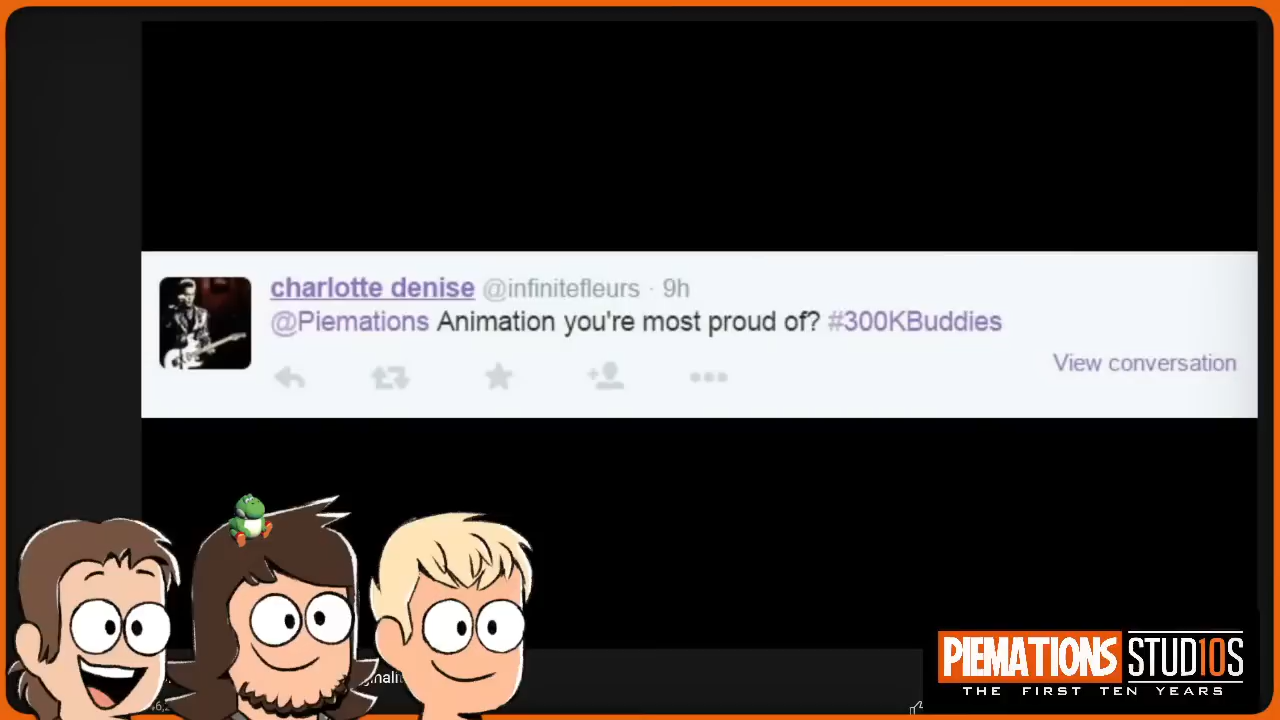 charlotte denise @infinitefleurs · 9h
@Piemations Animation you're most proud of? #300KBuddies
View conversation
PIEMATIONS STUD10S
THE FIRST TEN YEARS